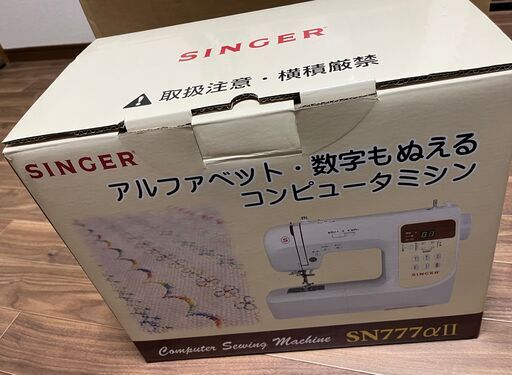 SINGER
⚠取扱注意・横積厳禁
SINGER
アルファベット・数字もぬえる
コンピュータミシン
SINGER
Computer Sewing Machine SN777αII